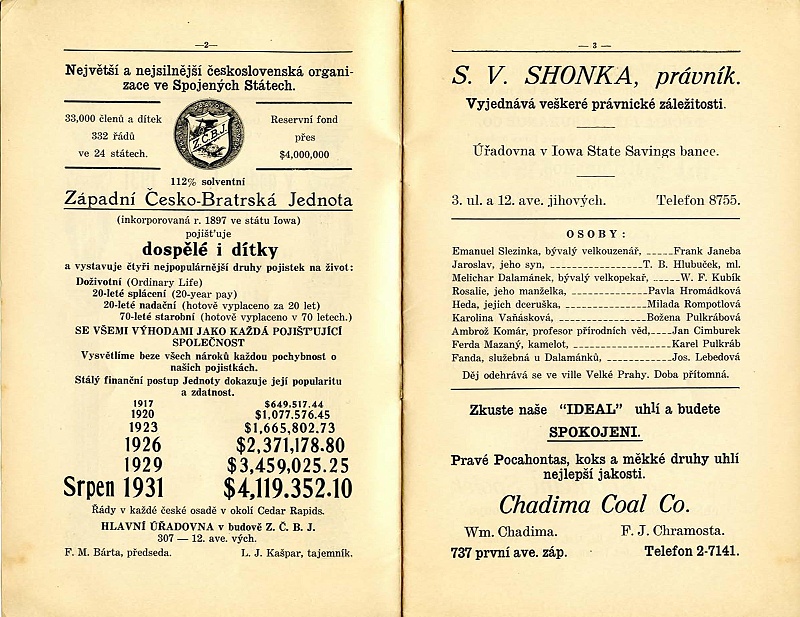 —2—
Největší a nejsilnější československá organi-
zace ve Spojených Státech.
33,000 členů a dítek
332 řádů
ve 24 státech.
Z.Č.B.J.
Reservní fond
přes
$4,000,000
112% solventní
Západní Česko-Bratrská Jednota
(inkorporovaná r. 1897 ve státu Iowa)
pojišťuje
dospělé i dítky
a vystavuje čtyři nejpopulárnější druhy pojistek na život:
Doživotní (Ordinary Life)
20-leté splácení (20-year pay)
20-leté nadační (hotově vyplaceno za 20 let)
70-leté starobní (hotově vyplaceno v 70 letech.)
SE VŠEMI VÝHODAMI JAKO KAŽDÁ POJIŠŤUJÍCÍ
SPOLEČNOST
Vysvětlíme beze všech nároků každou pochybnost o
našich pojistkách.
Stálý finanční postup Jednoty dokazuje její popularitu
a zdatnost.
1917 $649,517.44
1920 $1,077,576.45
1923 $1,665,802.73
1926 $2,371,178.80
1929 $3,459,025.25
Srpen 1931 $4,119.352.10
Řády v každé české osadě v okolí Cedar Rapids.
HLAVNÍ ÚŘADOVNA v budově Z. Č. B. J.
307 — 12. ave. vých.
F. M. Bárta, předseda. L. J. Kašpar, tajemník.
— 3 —
S. V. SHONKA, právník.
Vyjednává veškeré právnické záležitosti.
Úřadovna v Iowa State Savings bance.
3. ul. a 12. ave. jihových. Telefon 8755.
OSOBY:
Emanuel Slezinka, bývalý velkouzenář, _____Frank Janeba
Jaroslav, jeho syn, ________________T. B. Hlubuček, ml.
Melichar Dalamánek, bývalý velkopekař, _____W. F. Kubík
Rosalie, jeho manželka, ______________Pavla Hromádková
Heda, jejich dceruška, ______________Milada Rompotlová
Karolina Vaňásková, ________________Božena Pulkrábová
Ambrož Komár, profesor přírodních věd,____Jan Cimburek
Ferda Mazaný, kamelot, __________________Karel Pulkráb
Fanda, služebná u Dalamánků, ____________Jos. Lebedová
Děj odehrává se ve ville Velké Prahy. Doba přítomná.
Zkuste naše "IDEAL" uhlí a budete
SPOKOJENI.
Pravé Pocahontas, koks a měkké druhy uhlí
nejlepší jakosti.
Chadima Coal Co.
Wm. Chadima. F. J. Chramosta.
737 první ave. záp. Telefon 2-7141.